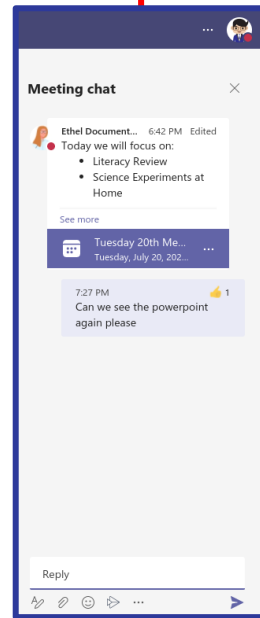 Meeting chat
Ethel Document... 6:42 PM Edited
Today we will focus on:
• Literacy Review
• Science Experiments at
Home
See more
Tuesday 20th Me...
Tuesday, July 20, 202...
7:27 PM 👍 1
Can we see the powerpoint
again please
Reply